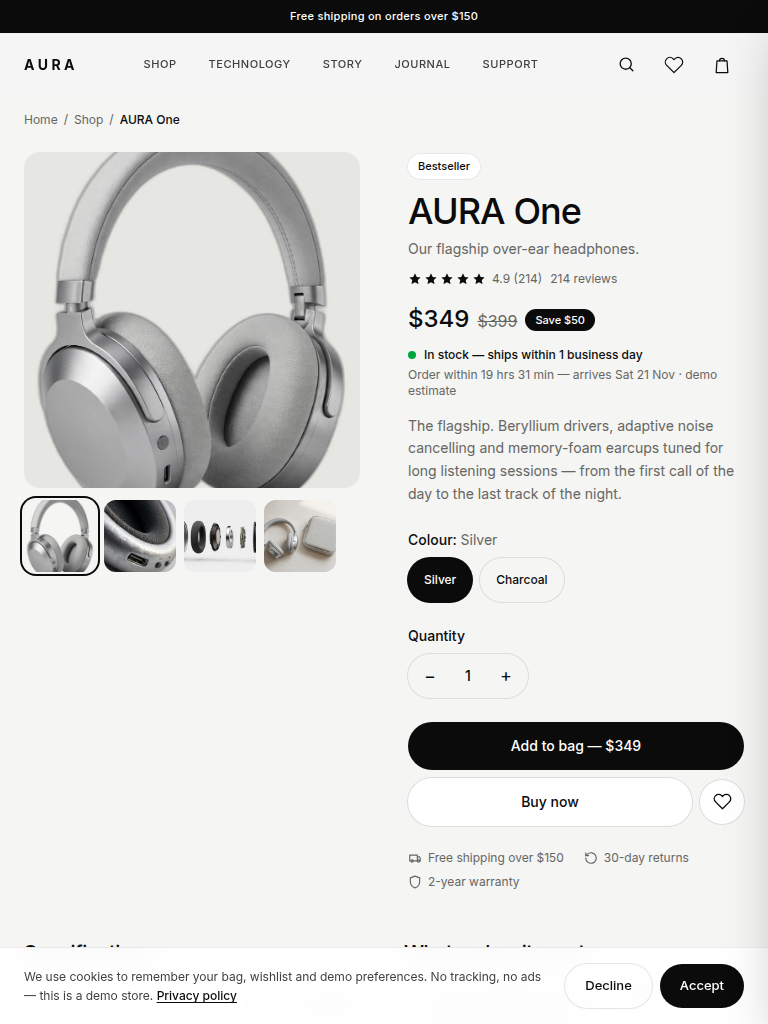 Free shipping on orders over $150
AURA
SHOP
TECHNOLOGY
STORY
JOURNAL
SUPPORT
Home / Shop / AURA One
Bestseller
AURA One
Our flagship over-ear headphones.
4.9 (214) 214 reviews
$349 $399 Save $50
In stock — ships within 1 business day
Order within 19 hrs 31 min — arrives Sat 21 Nov · demo
estimate
The flagship. Beryllium drivers, adaptive noise
cancelling and memory-foam earcups tuned for
long listening sessions — from the first call of the
day to the last track of the night.
Colour: Silver
Silver
Charcoal
Quantity
− 1 +
Add to bag — $349
Buy now
Free shipping over $150
30-day returns
2-year warranty
We use cookies to remember your bag, wishlist and demo preferences. No tracking, no ads
— this is a demo store. Privacy policy
Decline
Accept